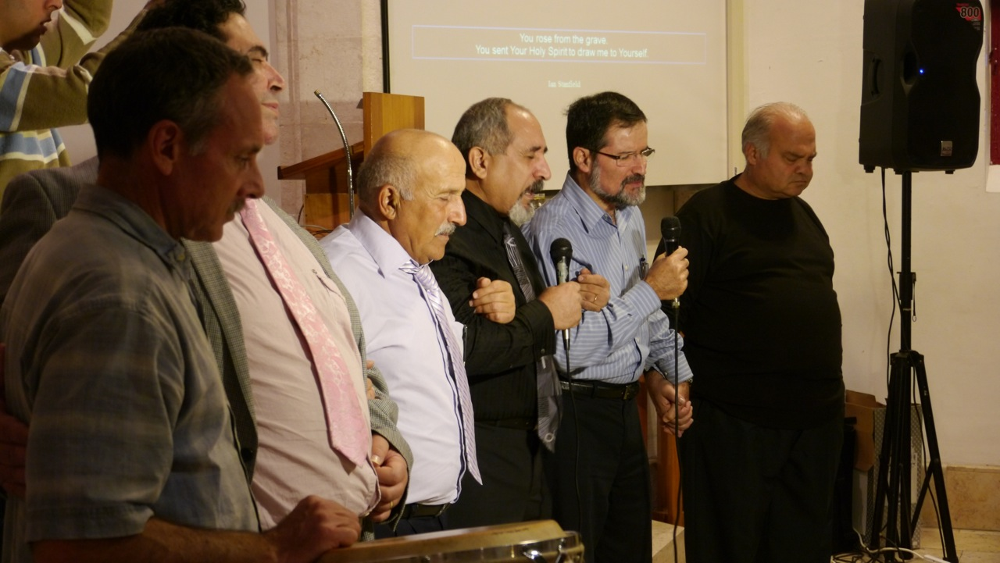 You rose from the grave.
You sent Your Holy Spirit to draw me to Yourself.
800